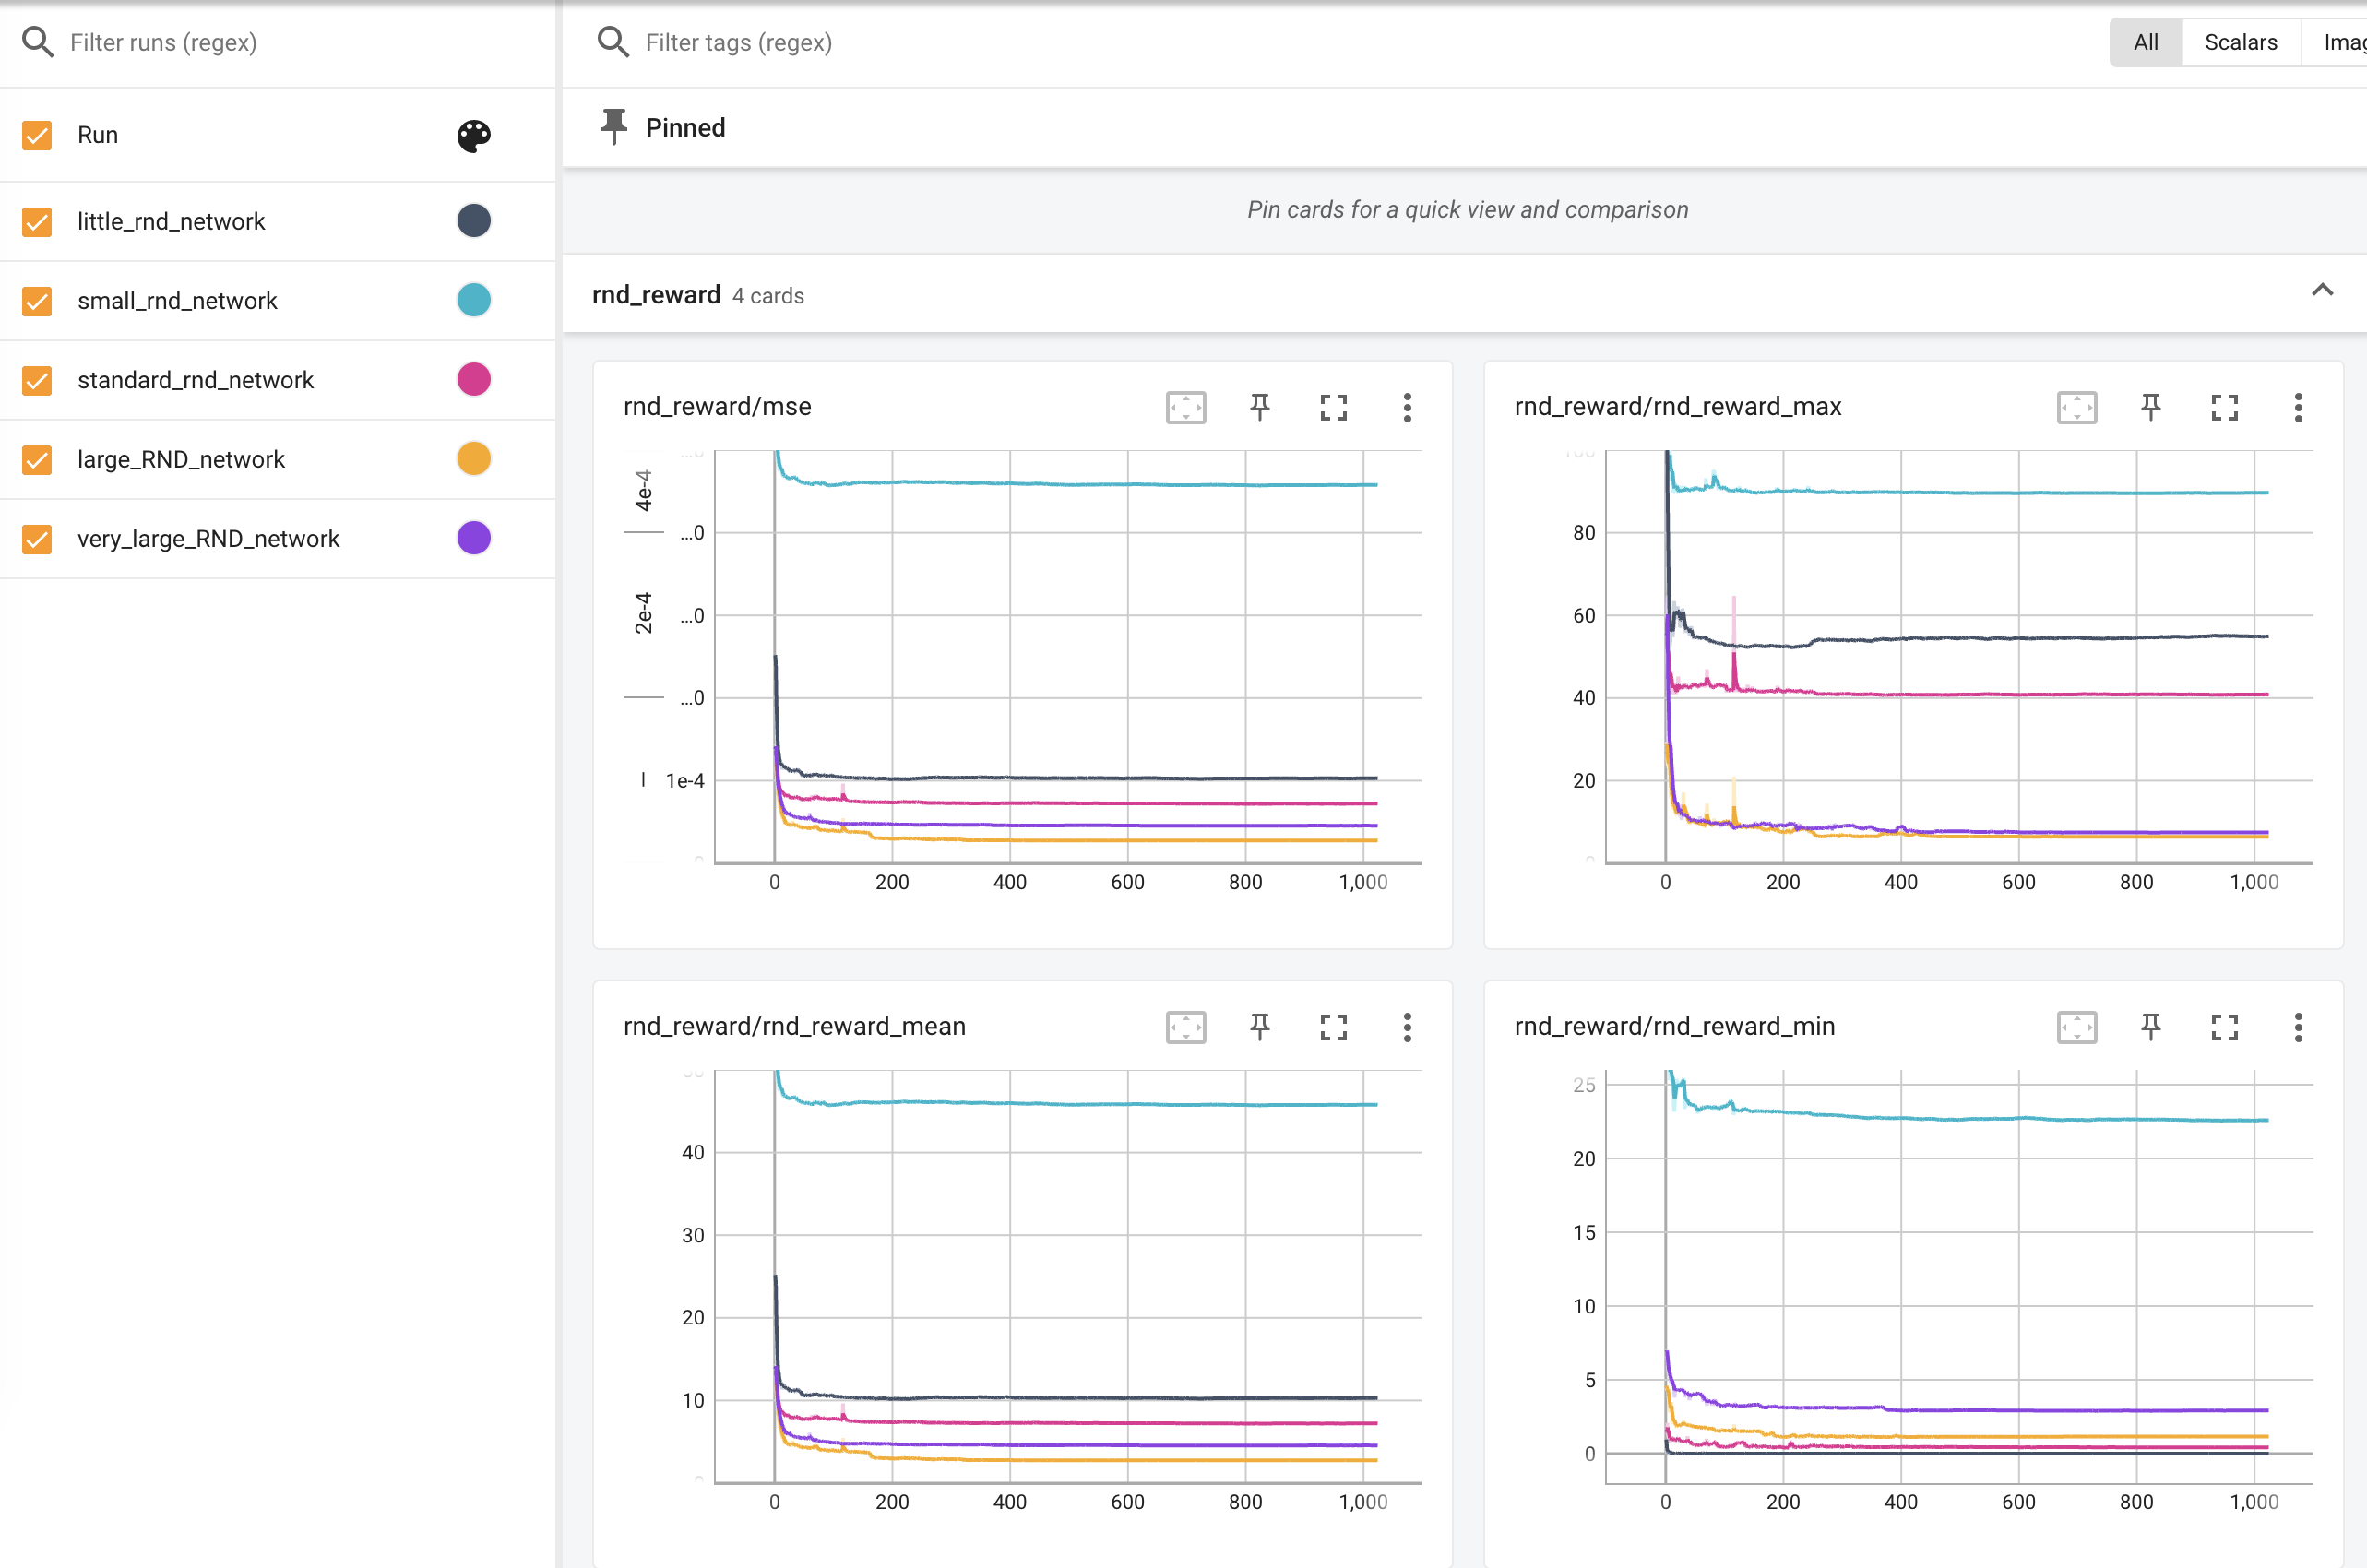 Filter runs (regex)
Filter tags (regex)
All Scalars Imag
Run
Pinned
little_rnd_network
Pin cards for a quick view and comparison
small_rnd_network
rnd_reward 4 cards
standard_rnd_network
large_RND_network
very_large_RND_network
rnd_reward/mse
4e-4
...0
2e-4
...0
...0
1e-4
0 200 400 600 800 1,000
rnd_reward/rnd_reward_max
100
80
60
40
20
0
0 200 400 600 800 1,000
rnd_reward/rnd_reward_mean
50
40
30
20
10
0
0 200 400 600 800 1,000
rnd_reward/rnd_reward_min
25
20
15
10
5
0
0 200 400 600 800 1,000